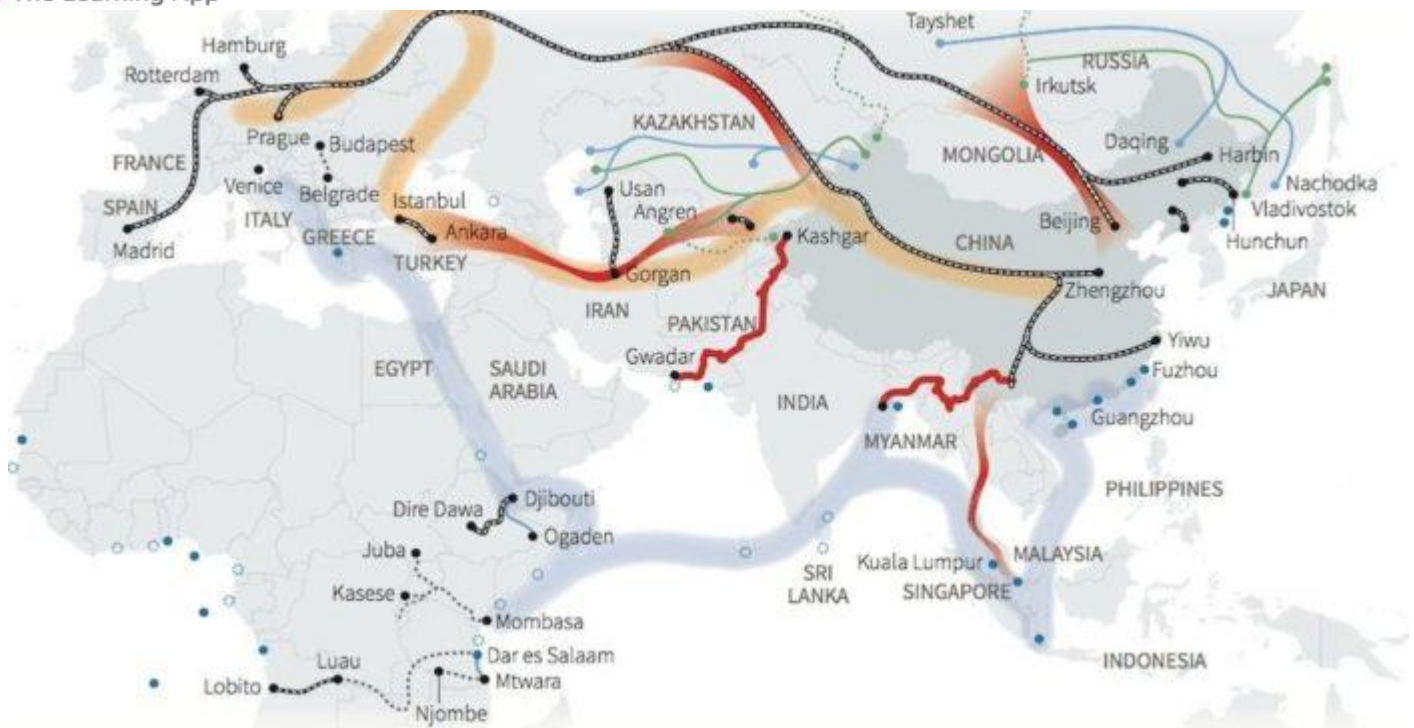 The Learning App
Tayshet
Hamburg
Rotterdam
RUSSIA
Irkutsk
KAZAKHSTAN
Prague
Budapest
MONGOLIA
Daqing
Harbin
FRANCE
Venice
Belgrade
Usan
Nachodka
SPAIN
ITALY
Istanbul
Angren
Vladivostok
Madrid
GREECE
Ankara
Kashgar
CHINA
Beijing
Hunchun
TURKEY
Gorgan
Zhengzhou
JAPAN
IRAN
PAKISTAN
Yiwu
EGYPT
SAUDI
ARABIA
Gwadar
Fuzhou
INDIA
Guangzhou
MYANMAR
PHILIPPINES
Djibouti
Dire Dawa
Ogaden
Juba
Kuala Lumpur
MALAYSIA
SRI
LANKA
SINGAPORE
Kasese
Mombasa
Luau
Dar es Salaam
INDONESIA
Lobito
Mtwara
Njombe